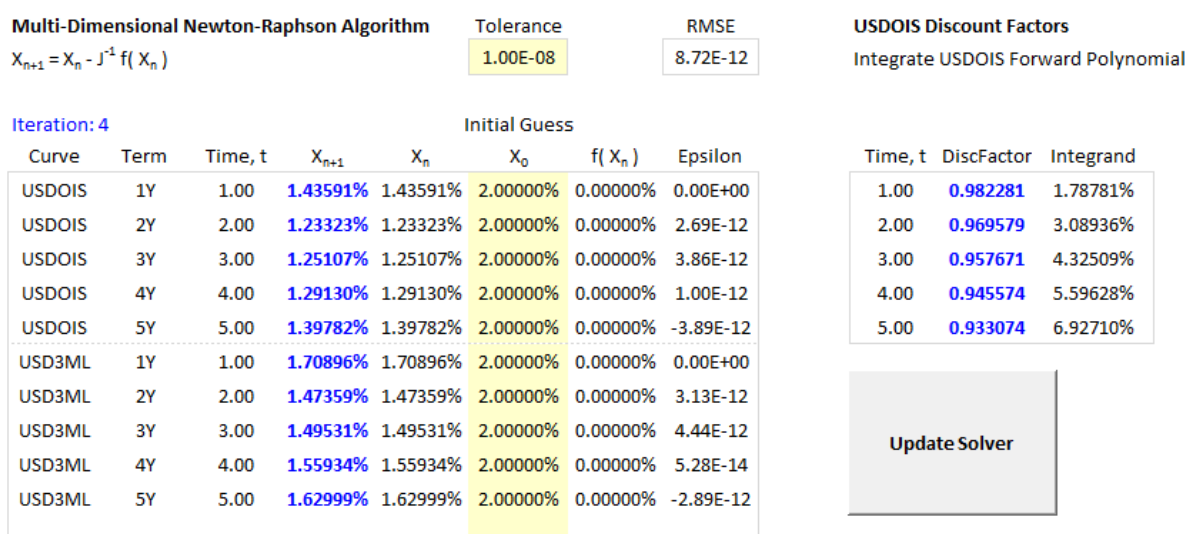 Multi-Dimensional Newton-Raphson Algorithm Tolerance RMSE USDOIS Discount Factors
Xn+1 = Xn - J-1 f( Xn ) 1.00E-08 8.72E-12 Integrate USDOIS Forward Polynomial
Iteration: 4 Initial Guess
Curve Term Time, t Xn+1 Xn X0 f( Xn ) Epsilon Time, t DiscFactor Integrand
USDOIS 1Y 1.00 1.43591% 1.43591% 2.00000% 0.00000% 0.00E+00 1.00 0.982281 1.78781%
USDOIS 2Y 2.00 1.23323% 1.23323% 2.00000% 0.00000% 2.69E-12 2.00 0.969579 3.08936%
USDOIS 3Y 3.00 1.25107% 1.25107% 2.00000% 0.00000% 3.86E-12 3.00 0.957671 4.32509%
USDOIS 4Y 4.00 1.29130% 1.29130% 2.00000% 0.00000% 1.00E-12 4.00 0.945574 5.59628%
USDOIS 5Y 5.00 1.39782% 1.39782% 2.00000% 0.00000% -3.89E-12 5.00 0.933074 6.92710%
USD3ML 1Y 1.00 1.70896% 1.70896% 2.00000% 0.00000% 0.00E+00
USD3ML 2Y 2.00 1.47359% 1.47359% 2.00000% 0.00000% 3.13E-12
USD3ML 3Y 3.00 1.49531% 1.49531% 2.00000% 0.00000% 4.44E-12
Update Solver
USD3ML 4Y 4.00 1.55934% 1.55934% 2.00000% 0.00000% 5.28E-14
USD3ML 5Y 5.00 1.62999% 1.62999% 2.00000% 0.00000% -2.89E-12